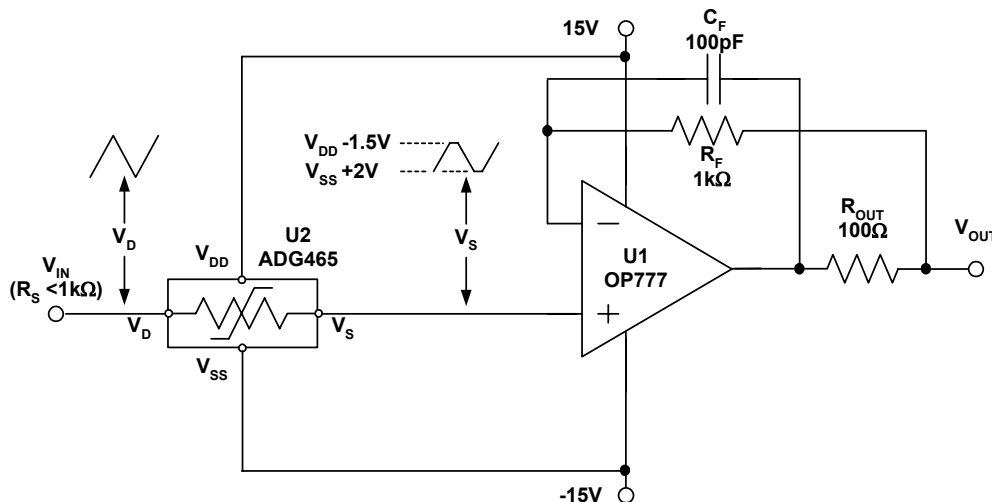 15V
C_F
100pF
V_DD -1.5V
V_SS +2V
R_F
1kΩ
R_OUT
100Ω
V_OUT
V_D
V_S
U2
ADG465
U1
OP777
V_DD
V_IN
(R_S <1kΩ)
V_D
V_S
V_SS
-15V